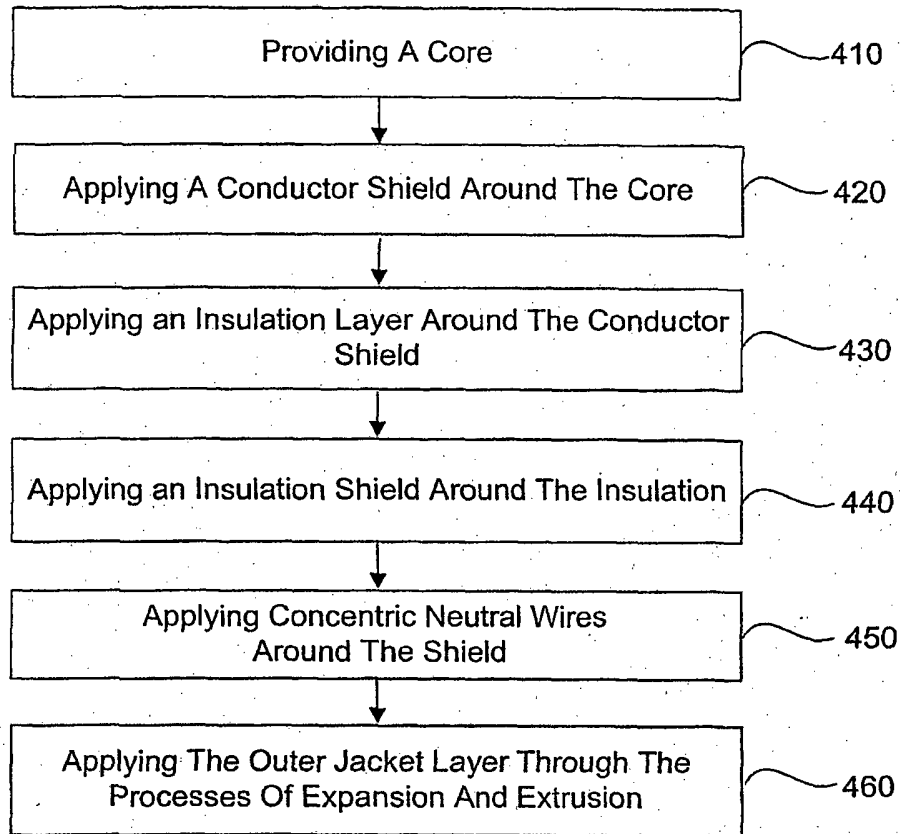 Providing A Core
410
Applying A Conductor Shield Around The Core
420
Applying an Insulation Layer Around The Conductor
Shield
430
Applying an Insulation Shield Around The Insulation
440
Applying Concentric Neutral Wires
Around The Shield
450
Applying The Outer Jacket Layer Through The
Processes Of Expansion And Extrusion
460